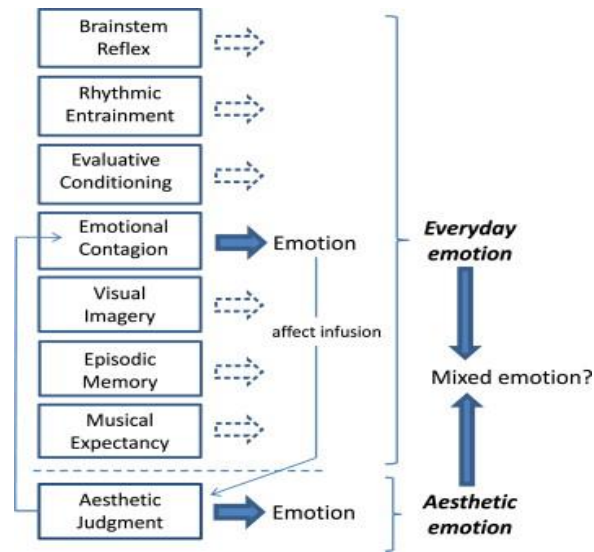 Brainstem
Reflex
Rhythmic
Entrainment
Evaluative
Conditioning
Emotional
Contagion
Emotion
Everyday
emotion
Visual
Imagery
affect infusion
Episodic
Memory
Mixed emotion?
Musical
Expectancy
Aesthetic
Judgment
Emotion
Aesthetic
emotion